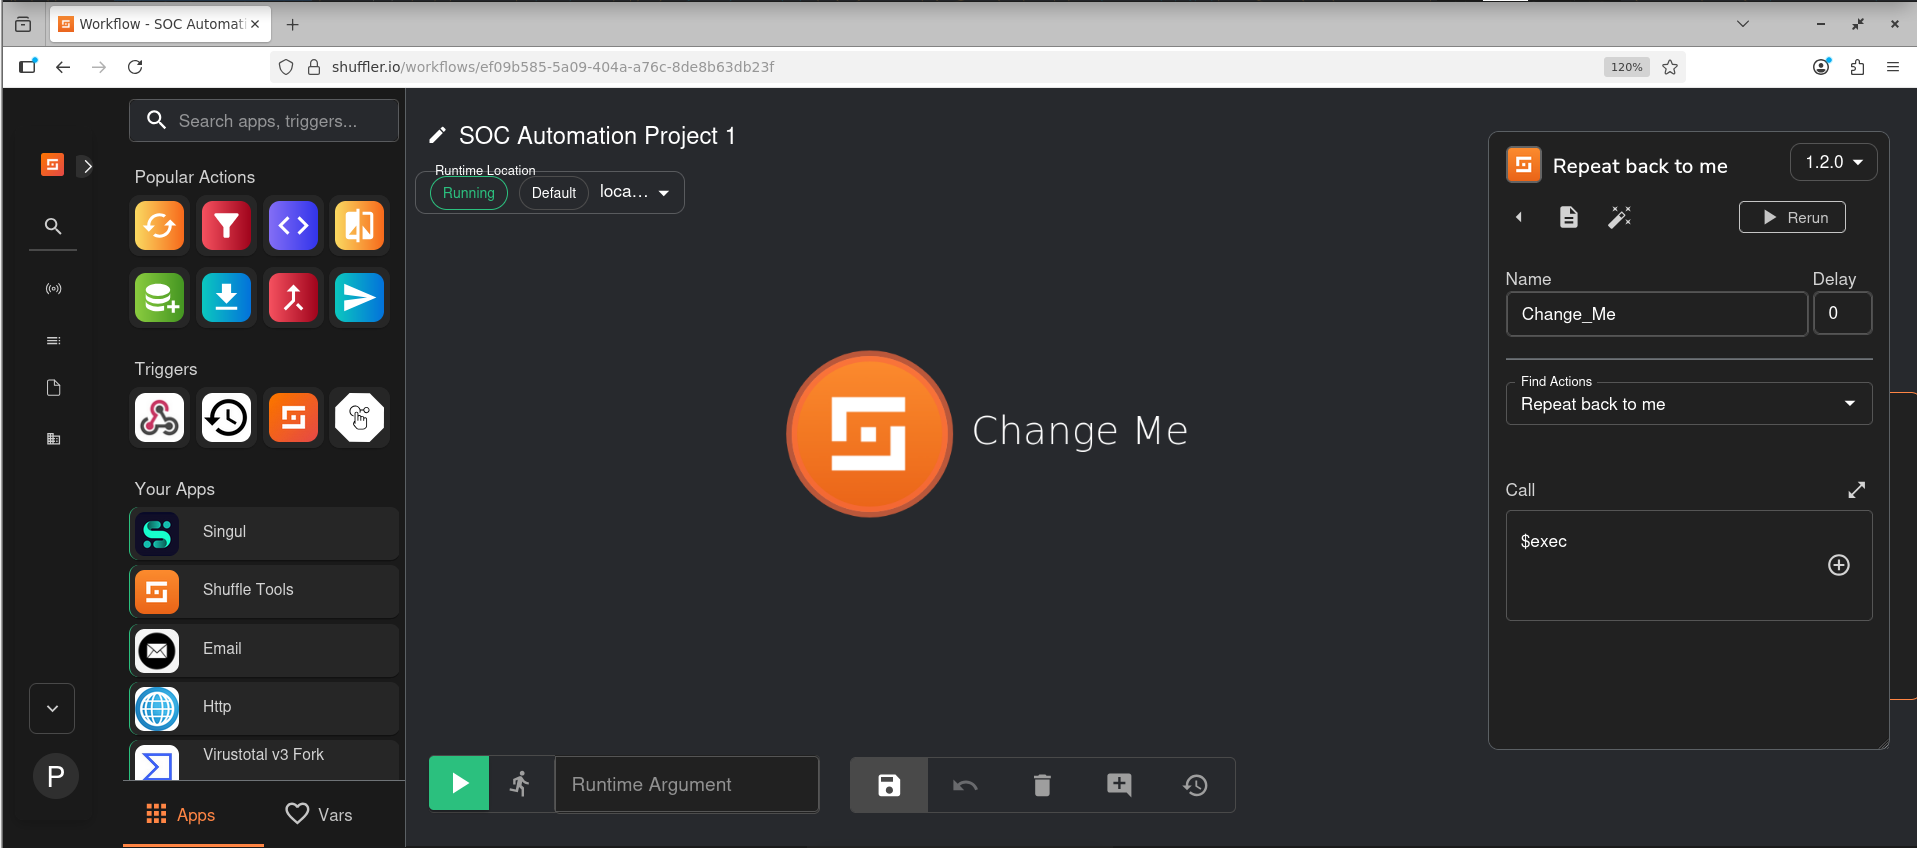 Workflow - SOC Automati
shuffler.io/workflows/ef09b585-5a09-404a-a76c-8de8b63db23f
120%
Search apps, triggers...
Popular Actions
Triggers
Your Apps
Singul
Shuffle Tools
Email
Http
Virustotal v3 Fork
P
Apps
Vars
SOC Automation Project 1
Runtime Location
Running
Default
loca...
Change Me
Runtime Argument
Repeat back to me
1.2.0
Rerun
Name
Delay
Change_Me
0
Find Actions
Repeat back to me
Call
$exec